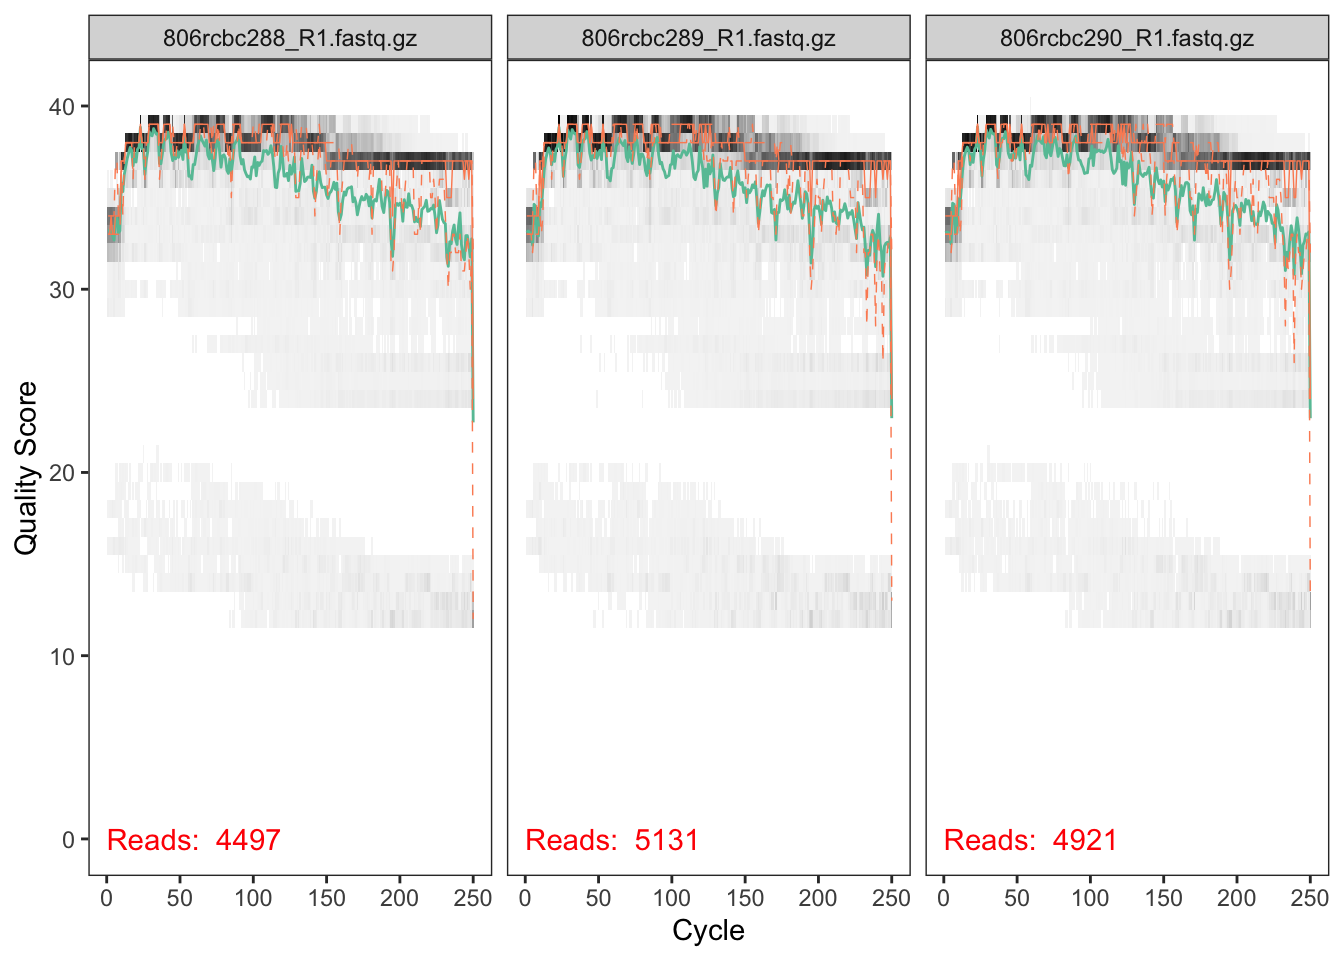 806rcbc288_R1.fastq.gz
806rcbc289_R1.fastq.gz
806rcbc290_R1.fastq.gz
Quality Score
40
30
20
10
0
Reads:  4497
Reads:  5131
Reads:  4921
0 50 100 150 200 250
0 50 100 150 200 250
0 50 100 150 200 250
Cycle